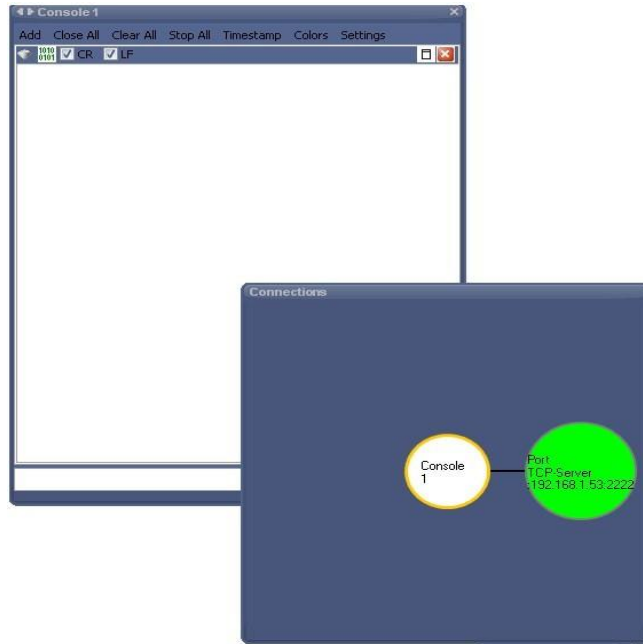 Console 1
Add Close All Clear All Stop All Timestamp Colors Settings
1010
0101
CR LF
Connections
Console
1
Port
TCP-Server
:192.168.1.53:2222